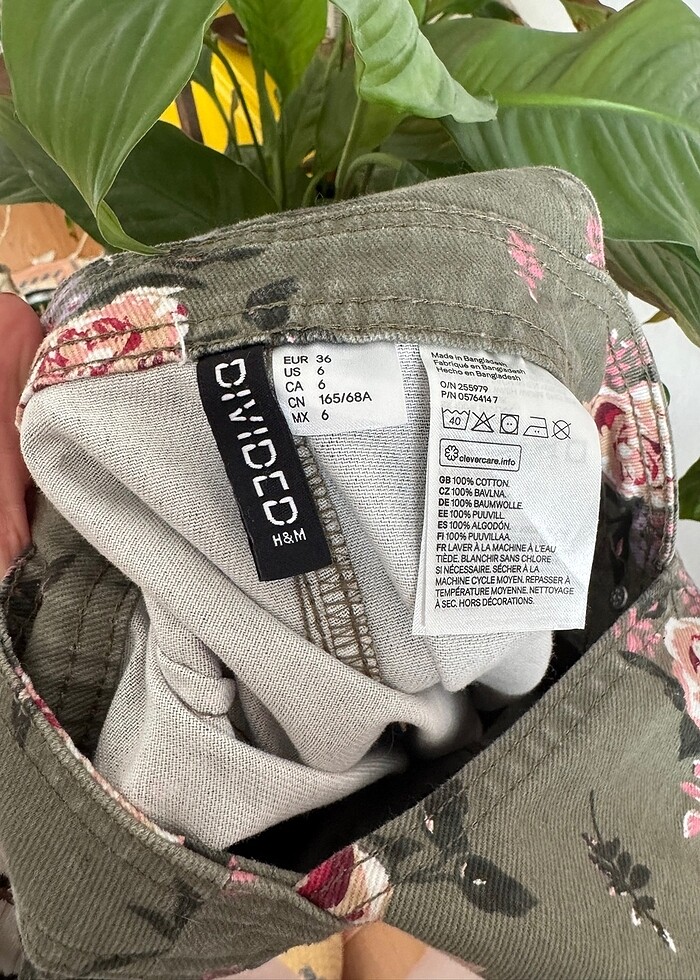 DIVIDED
H&M
EUR 36
US 6
CA 6
CN 165/68A
MX 6
Made in Bangladesh
Fabriqué en Bangladesh
Hecho en Bangladesh
O/N 255979
P/N 0576414 7
40
clevercare.info
GB 100% COTTON.
CZ 100% BAVLNA.
DE 100% BAUMWOLLE.
EE 100% PUUVILL.
ES 100% ALGODÓN.
FI 100% PUUVILLAA.
FR LAVER À LA MACHINE À L'EAU
TIÈDE. BLANCHIR SANS CHLORE
SI NÉCESSAIRE. SÉCHER À LA
MACHINE CYCLE MOYEN. REPASSER À
TEMPÉRATURE MOYENNE. NETTOYAGE
À SEC. HORS DÉCORATIONS.